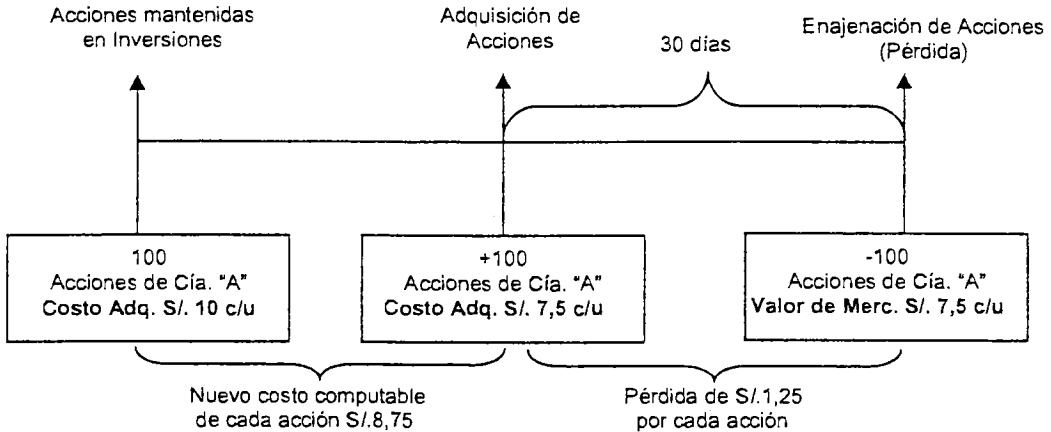 Acciones mantenidas
en Inversiones
Adquisición de
Acciones
30 días
Enajenación de Acciones
(Pérdida)
100
Acciones de Cía. "A"
Costo Adq. S/. 10 c/u
+100
Acciones de Cía. "A"
Costo Adq. S/. 7,5 c/u
-100
Acciones de Cía. "A"
Valor de Merc. S/. 7,5 c/u
Nuevo costo computable
de cada acción S/.8,75
Pérdida de S/.1,25
por cada acción